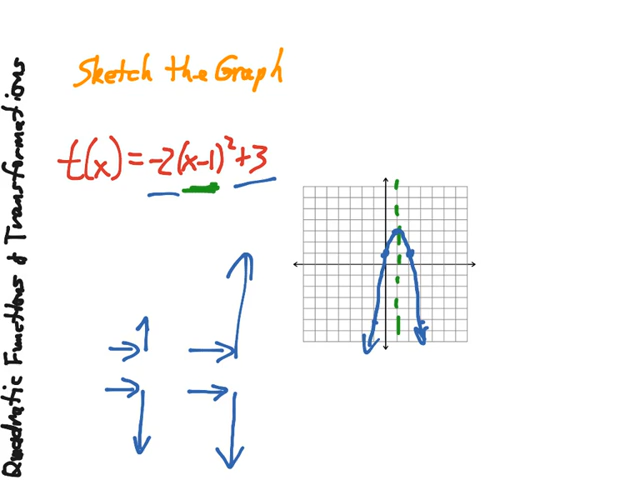 Sketch the Graph
t(x) = -2(x-1)²+3
Quadratic Functions & Transformations